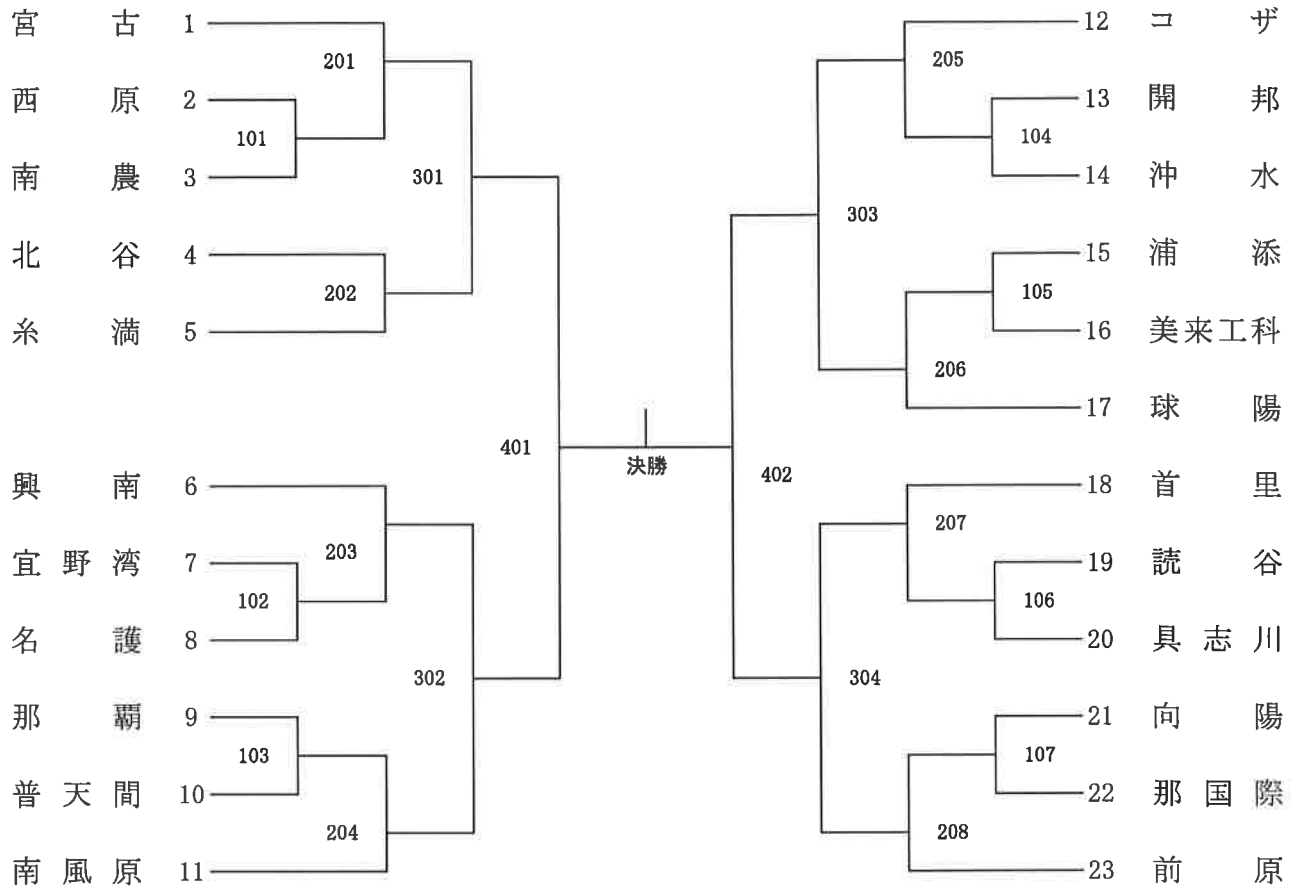 宮古 1
201
西原 2
101
南農 3
301
北谷 4
202
糸満 5
401
興南 6
203
宜野湾 7
102
名護 8
302
那覇 9
103
普天間 10
204
南風原 11
決勝
12 コザ
205
13 開邦
104
14 沖水
303
15 浦添
105
16 美来工科
206
17 球陽
402
18 首里
207
19 読谷
106
20 具志川
304
21 向陽
107
22 那国際
208
23 前原